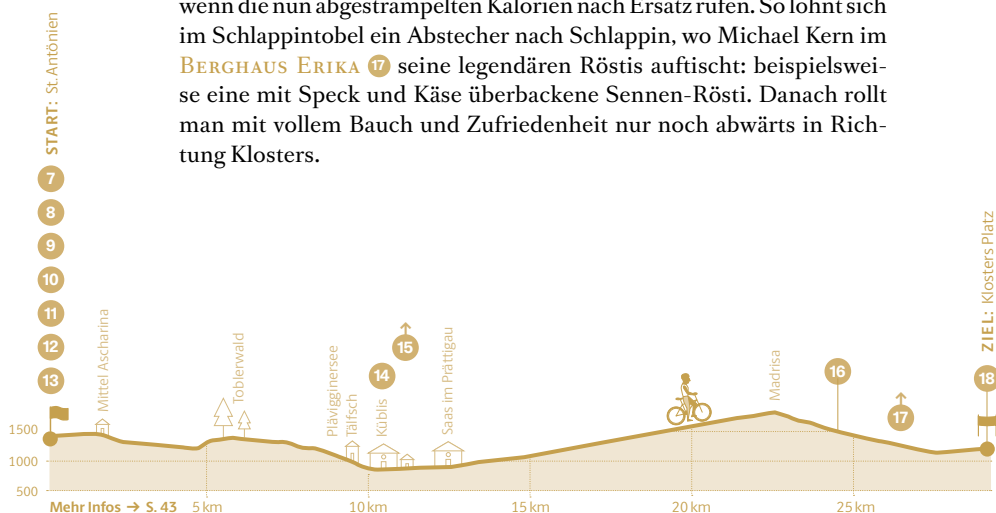 wenn die nun abgestrampelten Kalorien nach Ersatz rufen. So lohnt sich
im Schlappintobel ein Abstecher nach Schlappin, wo Michael Kern im
BERGHAUS ERIKA 17 seine legendären Röstis auftischt: beispielswei-
se eine mit Speck und Käse überbackene Sennen-Rösti. Danach rollt
man mit vollem Bauch und Zufriedenheit nur noch abwärts in Rich-
tung Klosters.
START: St. Antönien
7
8
9
10
11
12
13
Mittel Ascharina
Toblerwald
Plävigginersee
Tälfsch
14
Küblis
15
Saas im Prättigau
Madrisa
16
17
ZIEL: Klosters Platz
18
1500
1000
500
Mehr Infos → S. 43
5 km
10 km
15 km
20 km
25 km